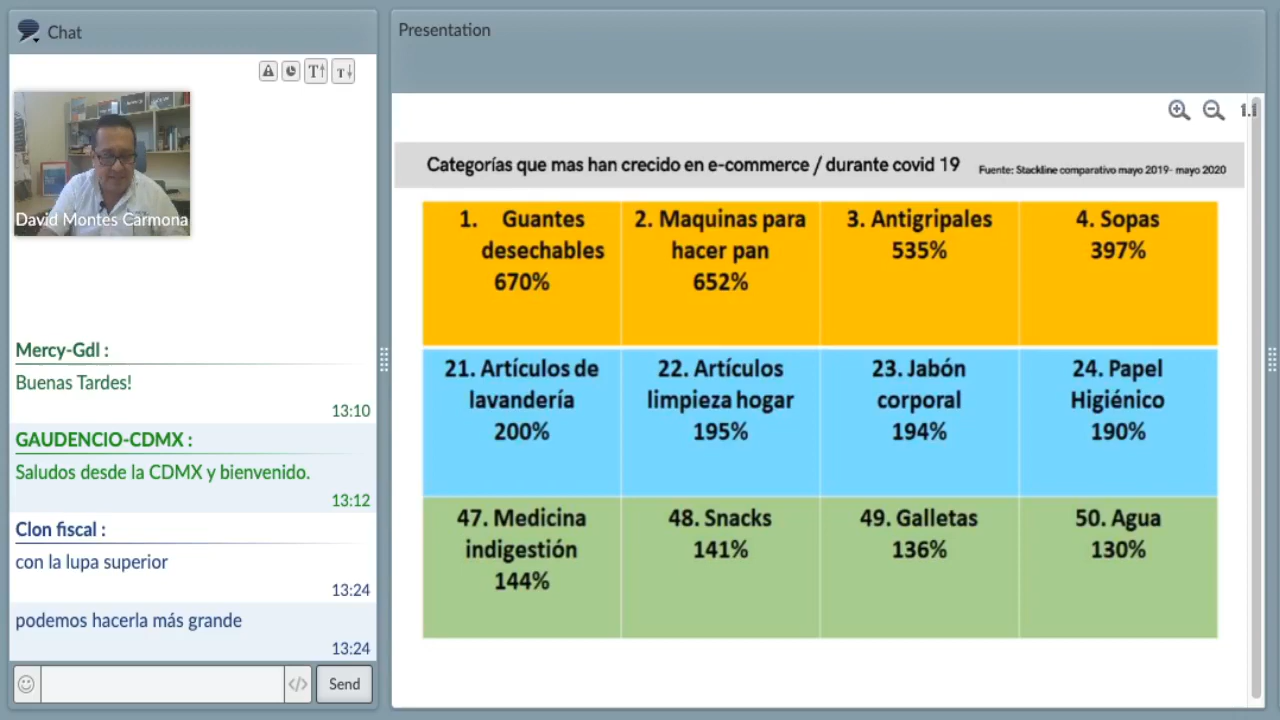 Chat
David Montes Carmona
Mercy-Gdl :
Buenas Tardes!
13:10
GAUDENCIO-CDMX :
Saludos desde la CDMX y bienvenido.
13:12
Clon fiscal :
con la lupa superior
13:24
podemos hacerla más grande
13:24
Send
Presentation
Categorías que mas han crecido en e-commerce / durante covid 19
Fuente: Stackline comparativo mayo 2019- mayo 2020
1. Guantes
desechables
670%
2. Maquinas para
hacer pan
652%
3. Antigripales
535%
4. Sopas
397%
21. Artículos de
lavandería
200%
22. Artículos
limpieza hogar
195%
23. Jabón
corporal
194%
24. Papel
Higiénico
190%
47. Medicina
indigestión
144%
48. Snacks
141%
49. Galletas
136%
50. Agua
130%